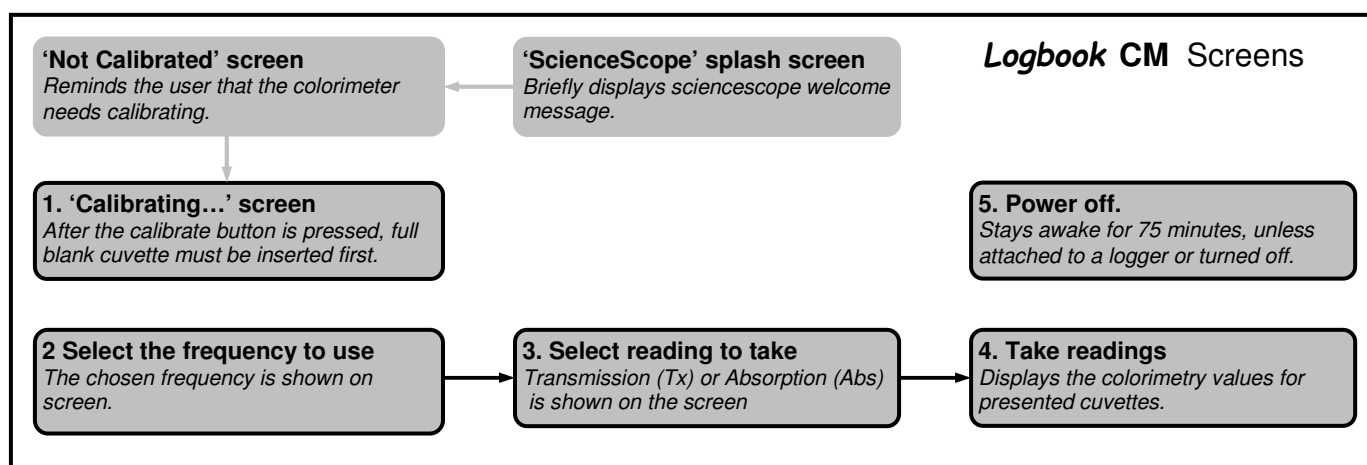 ‘Not Calibrated’ screen
Reminds the user that the colorimeter
needs calibrating.
‘ScienceScope’ splash screen
Briefly displays sciencescope welcome
message.
Logbook CM Screens
1. ‘Calibrating…’ screen
After the calibrate button is pressed, full
blank cuvette must be inserted first.
5. Power off.
Stays awake for 75 minutes, unless
attached to a logger or turned off.
2 Select the frequency to use
The chosen frequency is shown on
screen.
3. Select reading to take
Transmission (Tx) or Absorption (Abs)
is shown on the screen
4. Take readings
Displays the colorimetry values for
presented cuvettes.